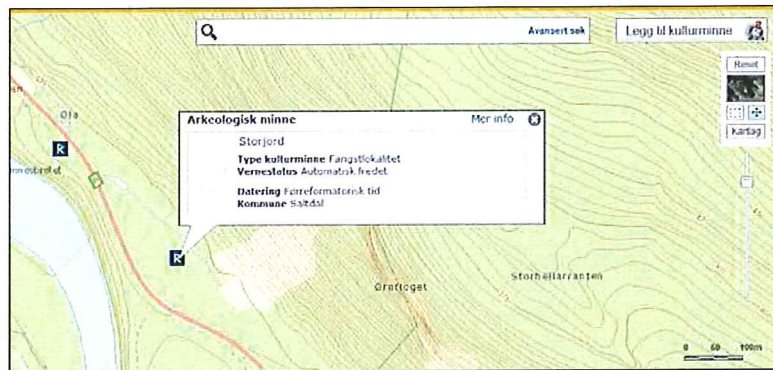 Avansert søk
Legg til kulturminne
Reset
Kartlag
Arkeologisk minne Mer info
Storjord
Type kulturminne Fangstlokalitet
Vernestatus Automatisk fredet
Datering Førreformatorisk tid
Kommune Saltdal
R
R
Storhellarranten
0 50 100m